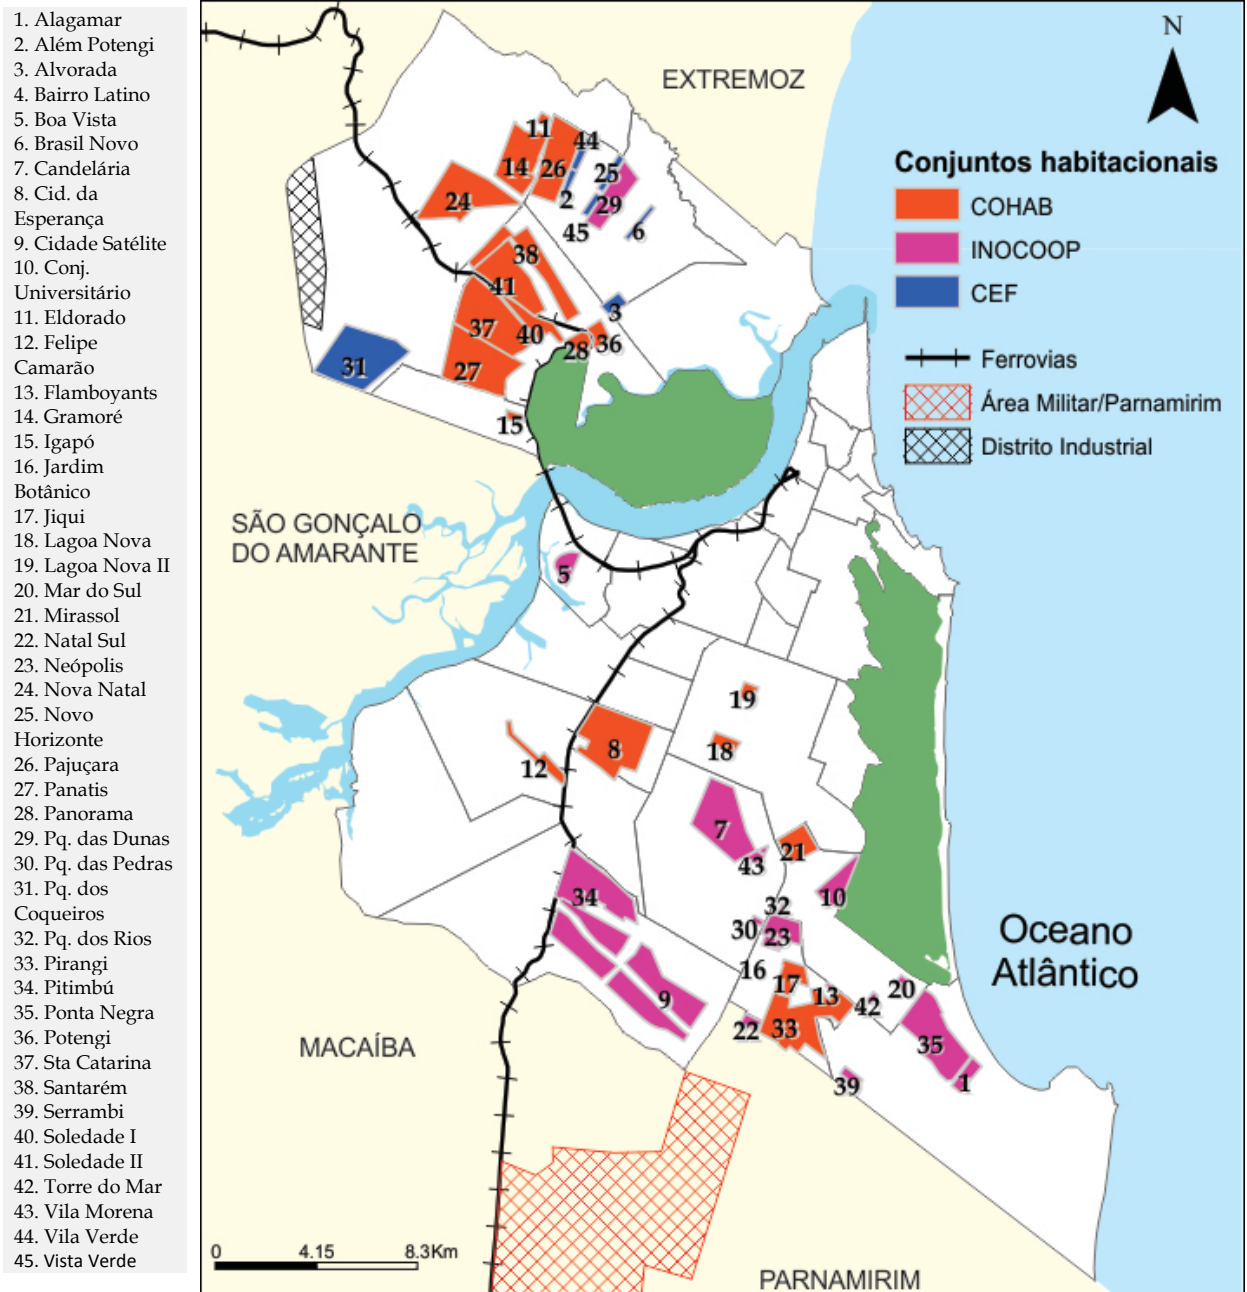 1. Alagamar
2. Além Potengi
3. Alvorada
4. Bairro Latino
5. Boa Vista
6. Brasil Novo
7. Candelária
8. Cid. da
Esperança
9. Cidade Satélite
10. Conj.
Universitário
11. Eldorado
12. Felipe
Camarão
13. Flamboyants
14. Gramoré
15. Igapó
16. Jardim
Botânico
17. Jiqui
18. Lagoa Nova
19. Lagoa Nova II
20. Mar do Sul
21. Mirassol
22. Natal Sul
23. Neópolis
24. Nova Natal
25. Novo
Horizonte
26. Pajuçara
27. Panatis
28. Panorama
29. Pq. das Dunas
30. Pq. das Pedras
31. Pq. dos
Coqueiros
32. Pq. dos Rios
33. Pirangi
34. Pitimbú
35. Ponta Negra
36. Potengi
37. Sta Catarina
38. Santarém
39. Serrambi
40. Soledade I
41. Soledade II
42. Torre do Mar
43. Vila Morena
44. Vila Verde
45. Vista Verde
N
EXTREMOZ
Conjuntos habitacionais
COHAB
INOCOOP
CEF
Ferrovias
Área Militar/Parnamirim
Distrito Industrial
11
44
14
26
25
24
2
29
45
6
38
41
3
37
40
36
28
31
27
15
SÃO GONÇALO
DO AMARANTE
5
19
8
18
12
7
21
43
34
10
32
30
23
Oceano
Atlântico
16
17
20
9
13
42
22
33
35
MACAÍBA
39
1
0 4.15 8.3Km
PARNAMIRIM